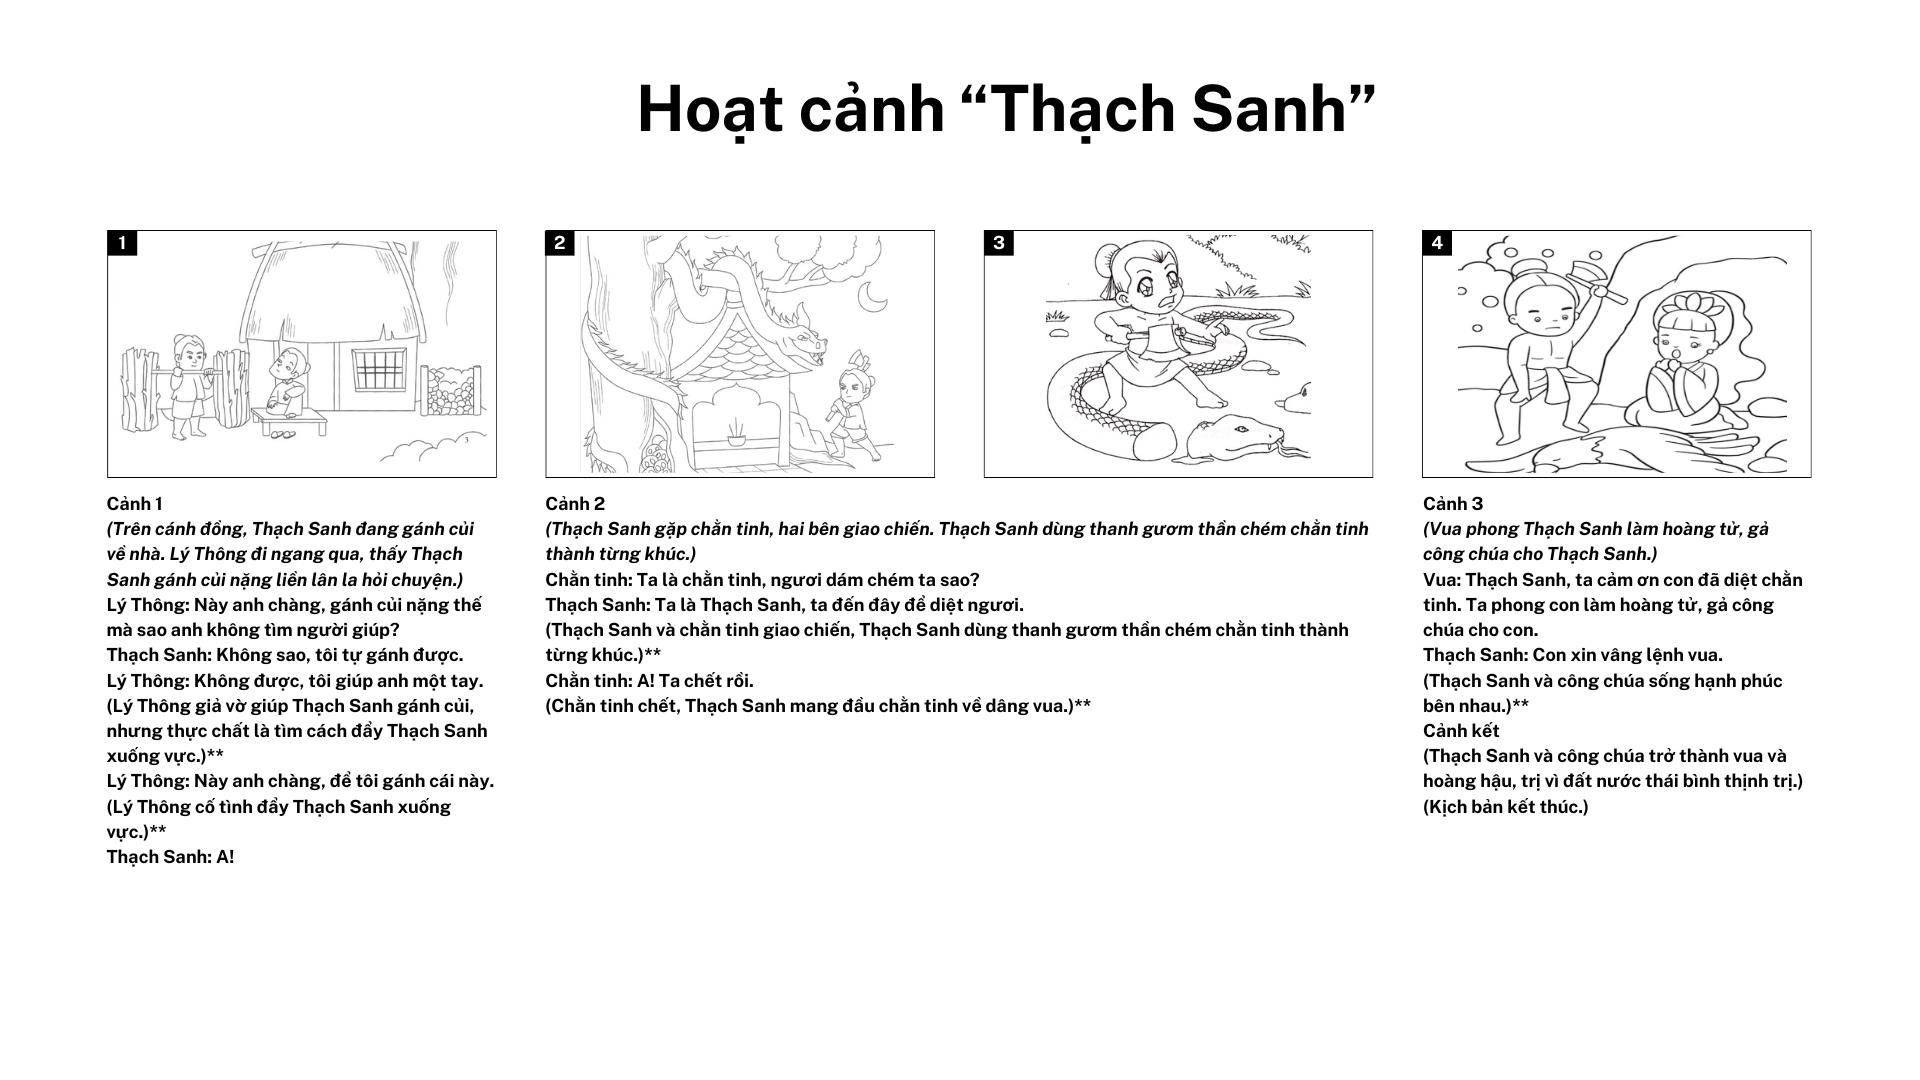 Hoạt cảnh “Thạch Sanh”
1
3
Cảnh 1
(Trên cánh đồng, Thạch Sanh đang gánh củi
về nhà. Lý Thông đi ngang qua, thấy Thạch
Sanh gánh củi nặng liền lân la hỏi chuyện.)
Lý Thông: Này anh chàng, gánh củi nặng thế
mà sao anh không tìm người giúp?
Thạch Sanh: Không sao, tôi tự gánh được.
Lý Thông: Không được, tôi giúp anh một tay.
(Lý Thông giả vờ giúp Thạch Sanh gánh củi,
nhưng thực chất là tìm cách đẩy Thạch Sanh
xuống vực.)**
Lý Thông: Này anh chàng, để tôi gánh cái này.
(Lý Thông cố tình đẩy Thạch Sanh xuống
vực.)**
Thạch Sanh: A!
2
3
Cảnh 2
(Thạch Sanh gặp chằn tinh, hai bên giao chiến. Thạch Sanh dùng thanh gươm thần chém chằn tinh
thành từng khúc.)
Chằn tinh: Ta là chằn tinh, ngươi dám chém ta sao?
Thạch Sanh: Ta là Thạch Sanh, ta đến đây để diệt ngươi.
(Thạch Sanh và chằn tinh giao chiến, Thạch Sanh dùng thanh gươm thần chém chằn tinh thành
từng khúc.)**
Chằn tinh: A! Ta chết rồi.
(Chằn tinh chết, Thạch Sanh mang đầu chằn tinh về dâng vua.)**
4
Cảnh 3
(Vua phong Thạch Sanh làm hoàng tử, gả
công chúa cho Thạch Sanh.)
Vua: Thạch Sanh, ta cảm ơn con đã diệt chằn
tinh. Ta phong con làm hoàng tử, gả công
chúa cho con.
Thạch Sanh: Con xin vâng lệnh vua.
(Thạch Sanh và công chúa sống hạnh phúc
bên nhau.)**
Cảnh kết
(Thạch Sanh và công chúa trở thành vua và
hoàng hậu, trị vì đất nước thái bình thịnh trị.)
(Kịch bản kết thúc.)